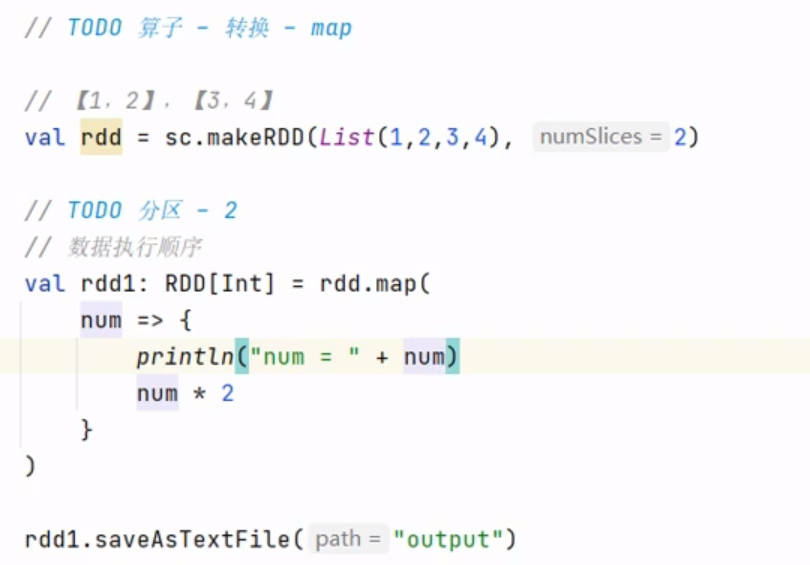 // TODO 算子 - 转换 - map
// 【1，2】，【3，4】
val rdd = sc.makeRDD(List(1,2,3,4), numSlices = 2)
// TODO 分区 - 2
// 数据执行顺序
val rdd1: RDD[Int] = rdd.map(
num => {
println("num = " + num)
num * 2
}
)
rdd1.saveAsTextFile( path = "output")